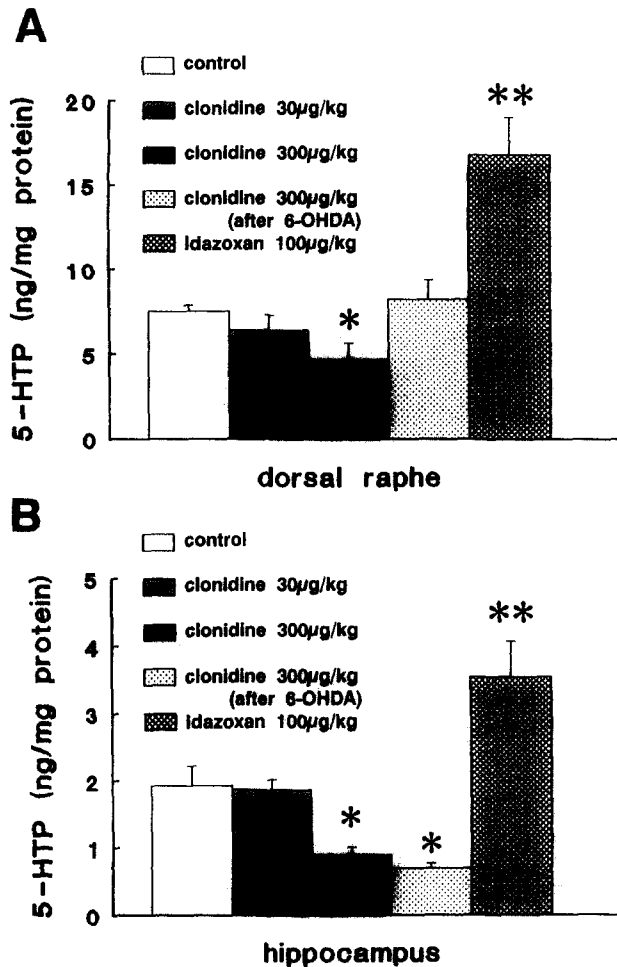 A
control
clonidine 30µg/kg
clonidine 300µg/kg
clonidine 300µg/kg
(after 6-OHDA)
Idazoxan 100µg/kg
5-HTP (ng/mg protein)
20
15
10
5
0
*
**
dorsal raphe
B
control
clonidine 30µg/kg
clonidine 300µg/kg
clonidine 300µg/kg
(after 6-OHDA)
Idazoxan 100µg/kg
5-HTP (ng/mg protein)
5
4
3
2
1
0
*
*
**
hippocampus